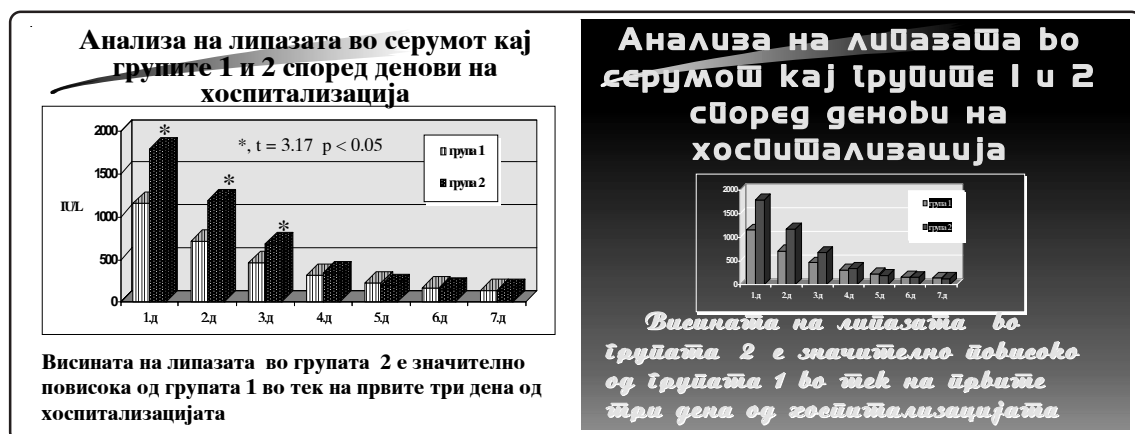 Анализа на липазата во серумот кај
групите 1 и 2 според денови на
хоспитализација
2000
1500
1000
500
0
IU/L
*, t = 3.17 p < 0.05
*
*
*
група 1
група 2
1.д 2.д 3.д 4.д 5.д 6.д 7.д
Висината на липазата во групата 2 е значително
повисока од групата 1 во тек на првите три дена од
хоспитализацијата
Анализа на липазата во
серумот кај групите 1 и 2
според денови на
хоспитализација
2000
1500
1000
500
0
група 1
група 2
1.д 2.д 3.д 4.д 5.д 6.д 7.д
Висината на липазата во
групата 2 е значително повисоко
од групата 1 во тек на првите
три дена од хоспитализацијата